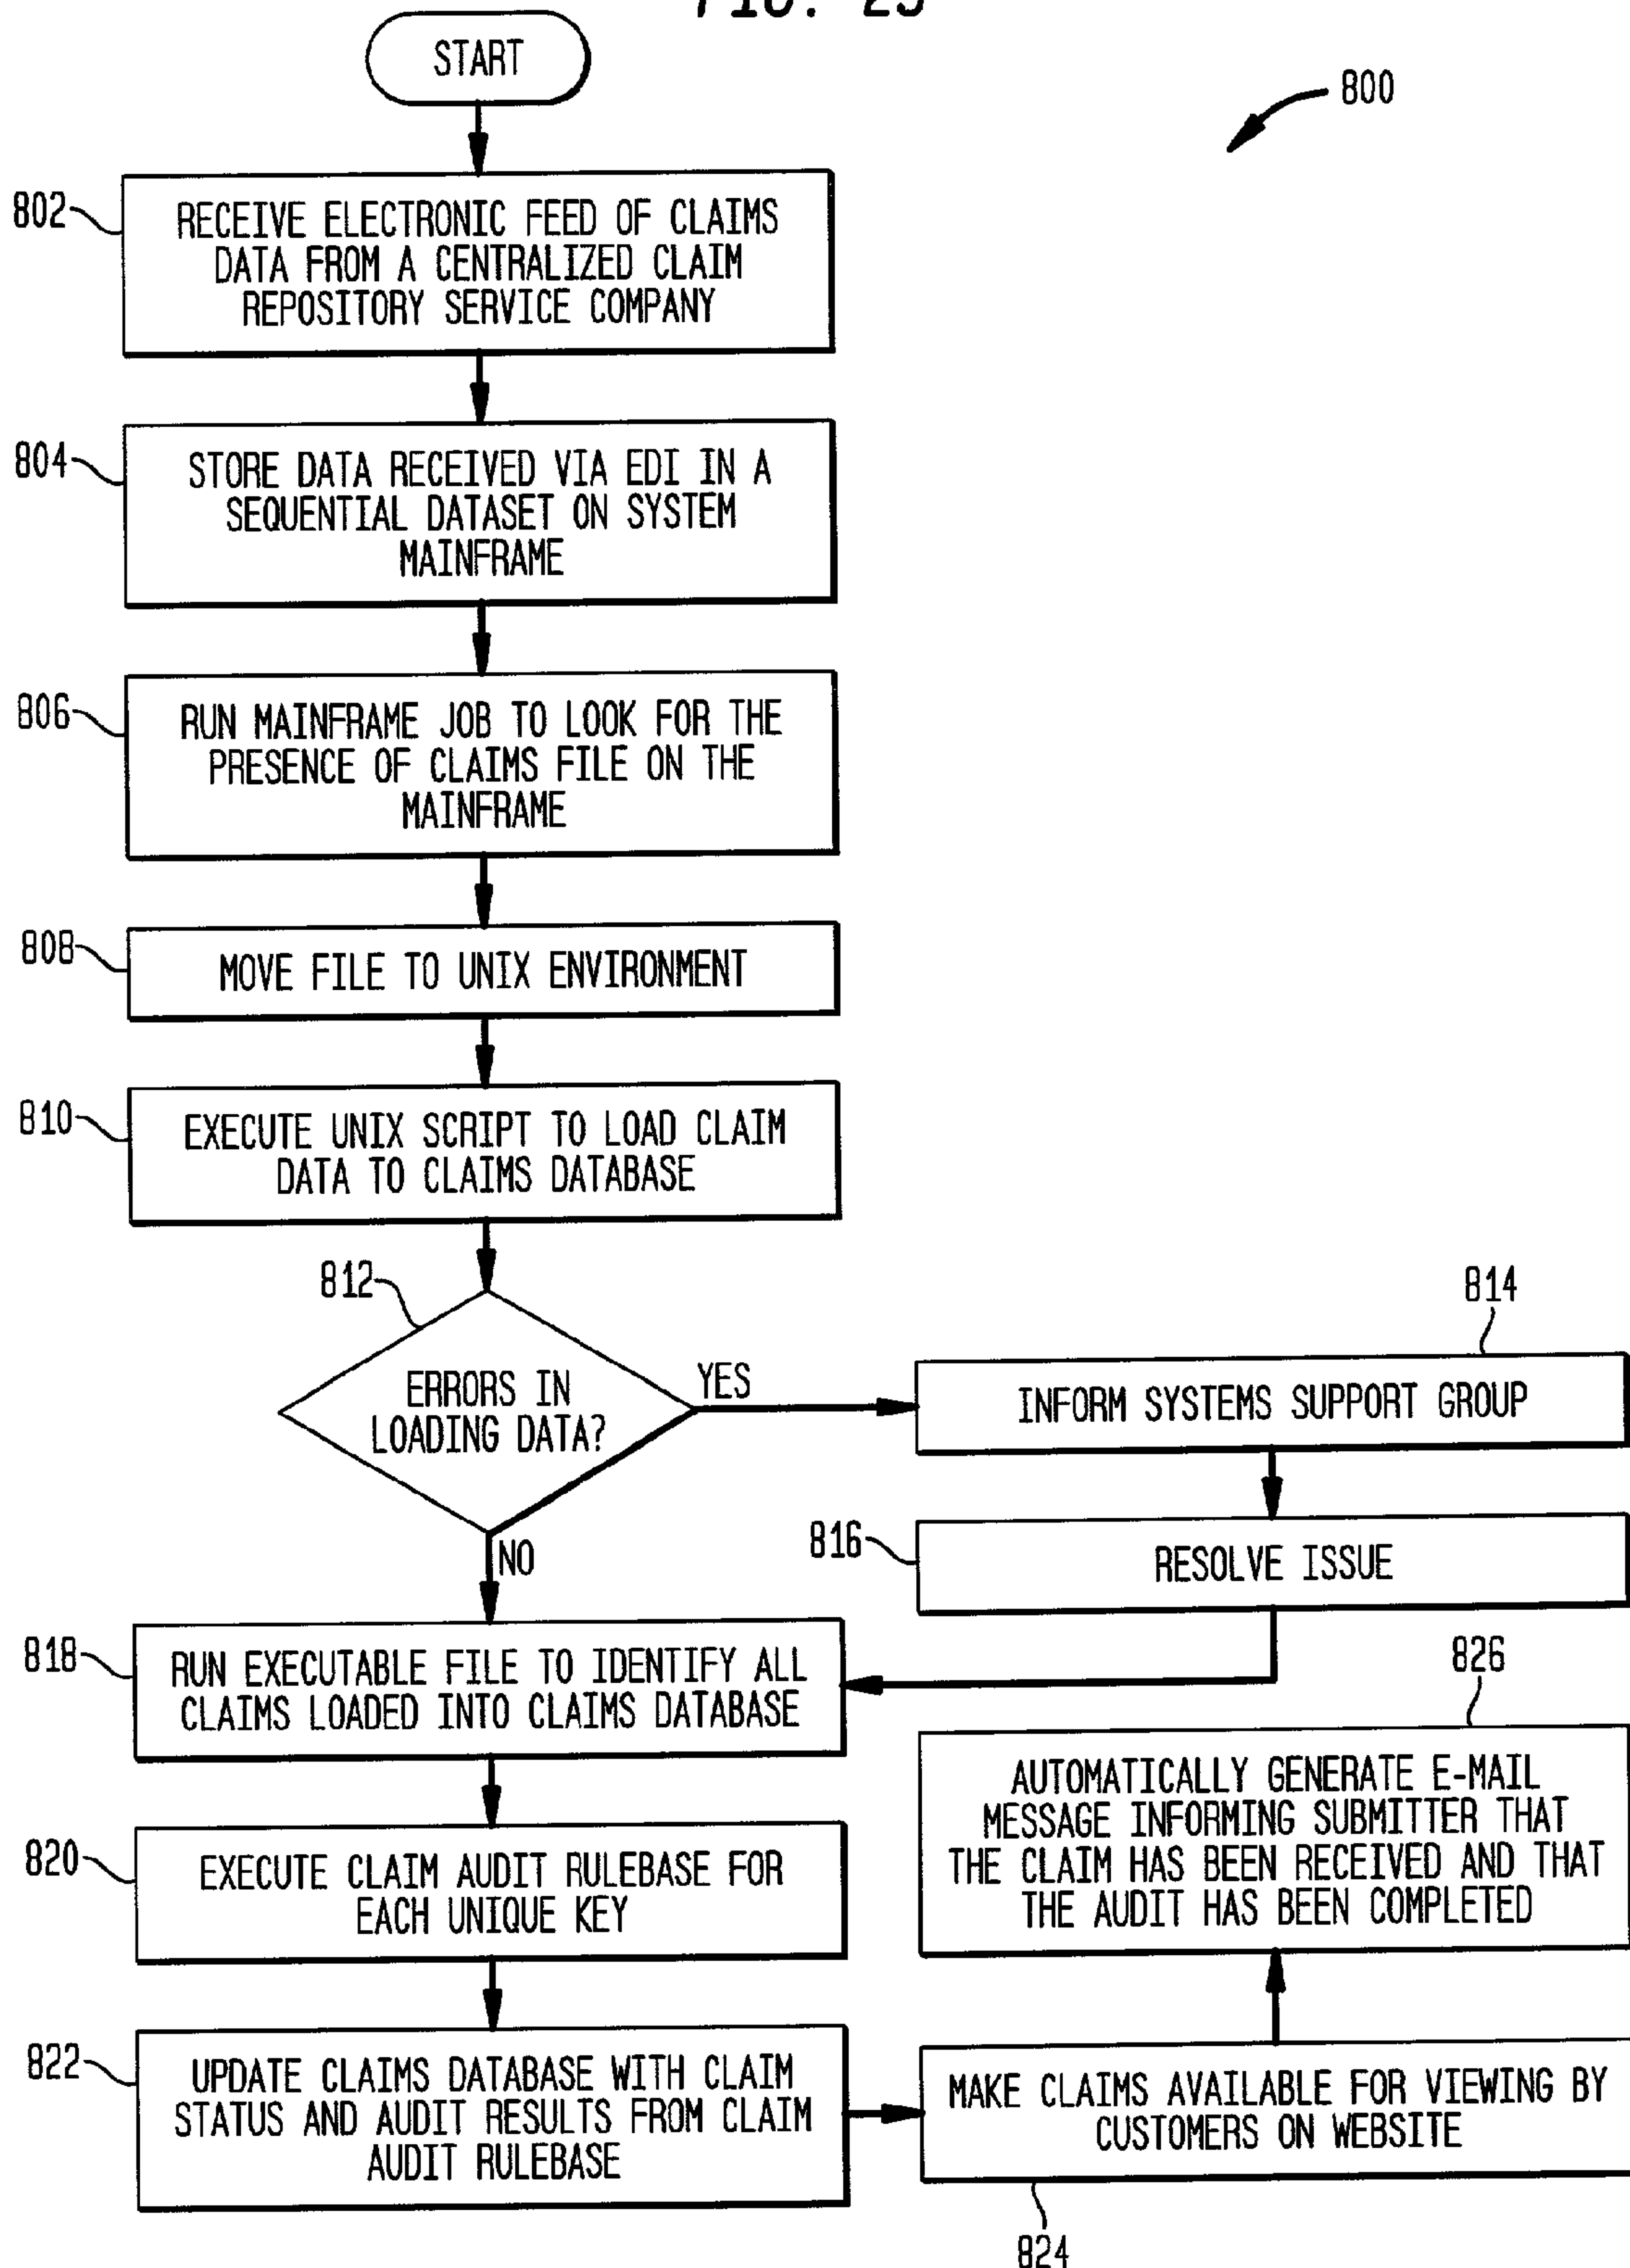 FIG. 23
START
800
802
RECEIVE ELECTRONIC FEED OF CLAIMS
DATA FROM A CENTRALIZED CLAIM
REPOSITORY SERVICE COMPANY
804
STORE DATA RECEIVED VIA EDI IN A
SEQUENTIAL DATASET ON SYSTEM
MAINFRAME
806
RUN MAINFRAME JOB TO LOOK FOR THE
PRESENCE OF CLAIMS FILE ON THE
MAINFRAME
808
MOVE FILE TO UNIX ENVIRONMENT
810
EXECUTE UNIX SCRIPT TO LOAD CLAIM
DATA TO CLAIMS DATABASE
812
ERRORS IN
LOADING DATA?
YES
NO
814
INFORM SYSTEMS SUPPORT GROUP
816
RESOLVE ISSUE
818
RUN EXECUTABLE FILE TO IDENTIFY ALL
CLAIMS LOADED INTO CLAIMS DATABASE
820
EXECUTE CLAIM AUDIT RULEBASE FOR
EACH UNIQUE KEY
822
UPDATE CLAIMS DATABASE WITH CLAIM
STATUS AND AUDIT RESULTS FROM CLAIM
AUDIT RULEBASE
MAKE CLAIMS AVAILABLE FOR VIEWING BY
CUSTOMERS ON WEBSITE
824
826
AUTOMATICALLY GENERATE E-MAIL
MESSAGE INFORMING SUBMITTER THAT
THE CLAIM HAS BEEN RECEIVED AND THAT
THE AUDIT HAS BEEN COMPLETED